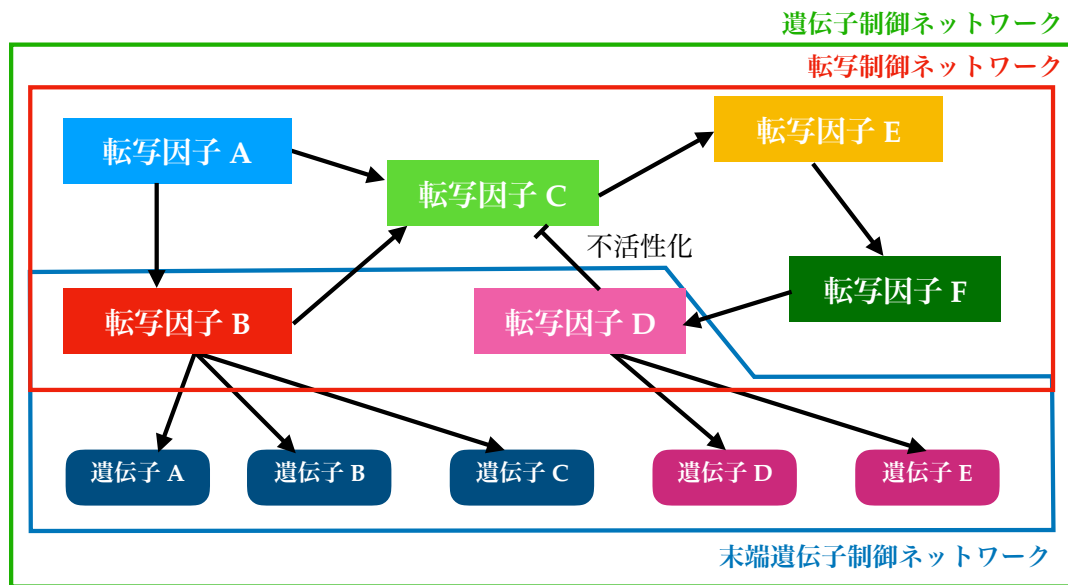 遺伝子制御ネットワーク
転写制御ネットワーク
転写因子 E
転写因子 A
転写因子 C
不活性化
転写因子 F
転写因子 B
転写因子 D
遺伝子 A
遺伝子 B
遺伝子 C
遺伝子 D
遺伝子 E
末端遺伝子制御ネットワーク